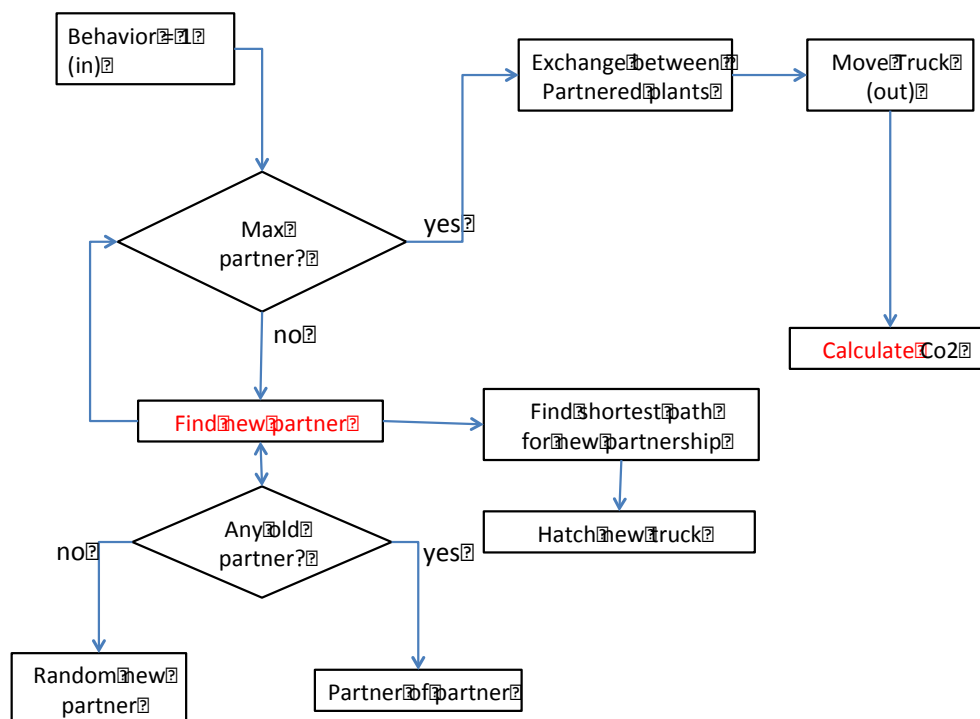 Behavior = 1
(in)
Exchange between
Partnered plants
Move Truck
(out)
Max
partner?
yes
no
Calculate Co2
Find new partner
Find shortest path
for new partnership
Any old
partner?
no
yes
Hatch new truck
Random new
partner
Partner of partner